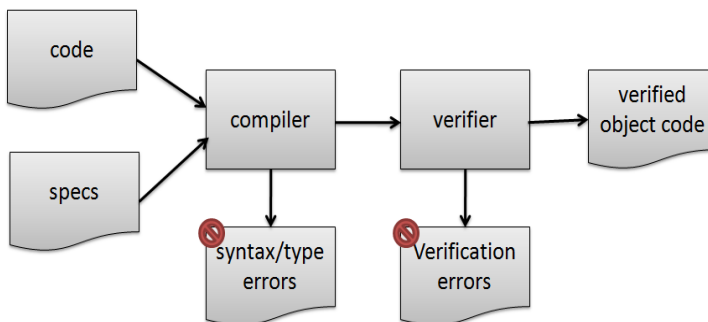 code
specs
compiler
verifier
verified
object code
syntax/type
errors
Verification
errors